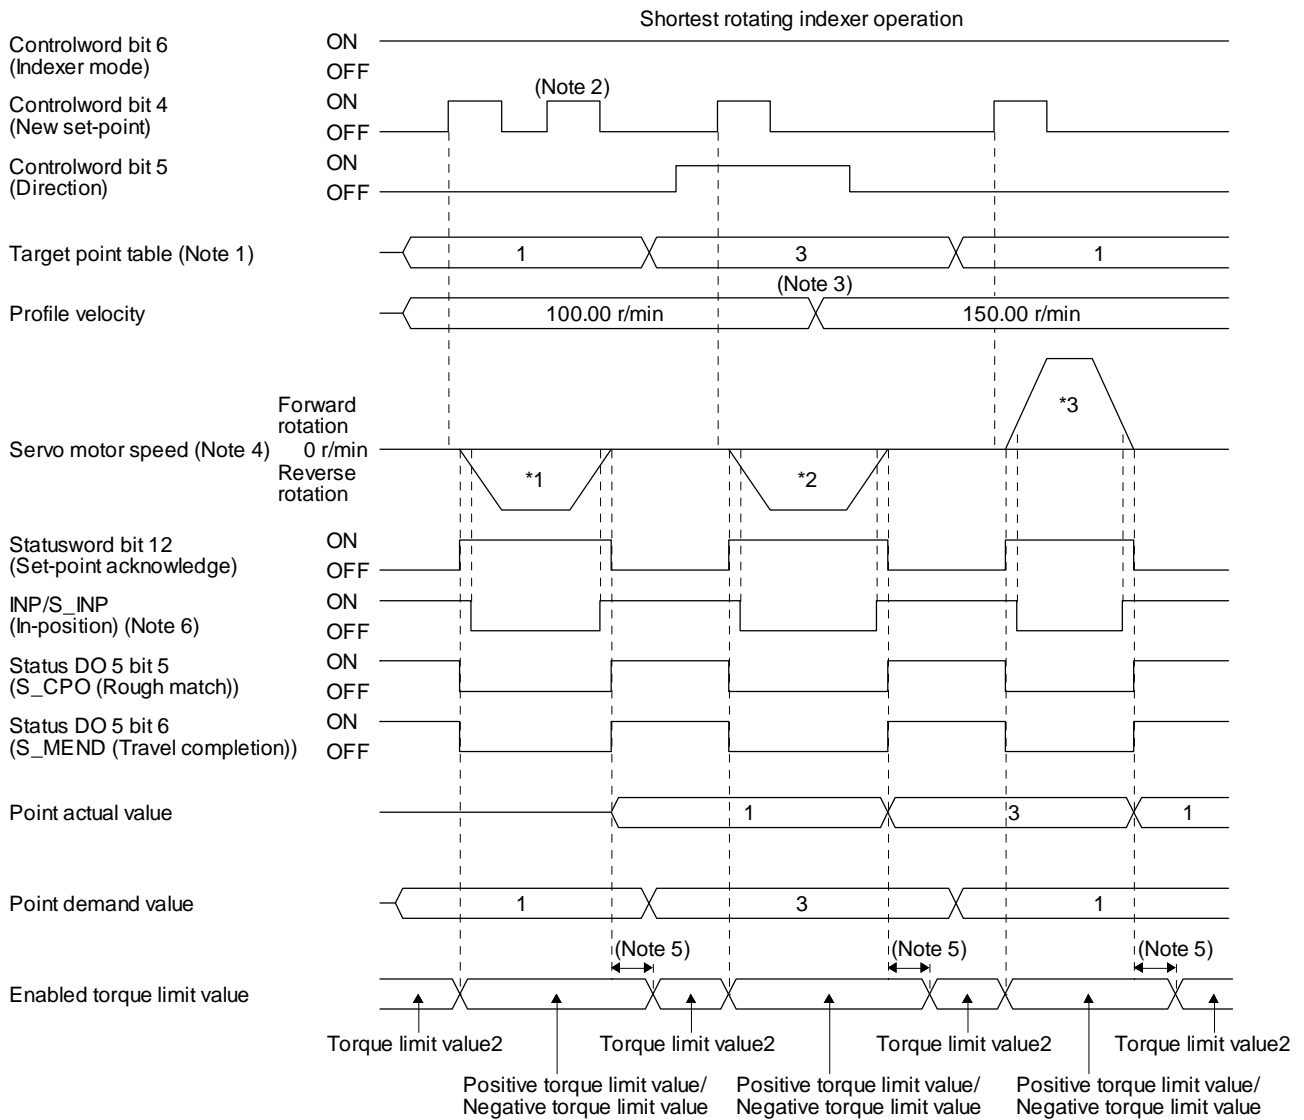 Shortest rotating indexer operation
Controlword bit 6
(Indexer mode)
ON
OFF
Controlword bit 4
(New set-point)
ON
OFF
(Note 2)
Controlword bit 5
(Direction)
ON
OFF
Target point table (Note 1)
1
3
1
(Note 3)
Profile velocity
100.00 r/min
150.00 r/min
Forward
rotation
Servo motor speed (Note 4)
0 r/min
Reverse
rotation
*1
*2
*3
Statusword bit 12
(Set-point acknowledge)
ON
OFF
INP/S_INP
(In-position) (Note 6)
ON
OFF
Status DO 5 bit 5
(S_CPO (Rough match))
ON
OFF
Status DO 5 bit 6
(S_MEND (Travel completion))
ON
OFF
Point actual value
1
3
1
Point demand value
1
3
1
(Note 5)
(Note 5)
(Note 5)
Enabled torque limit value
Torque limit value2
Torque limit value2
Torque limit value2
Torque limit value2
Positive torque limit value/
Negative torque limit value
Positive torque limit value/
Negative torque limit value
Positive torque limit value/
Negative torque limit value